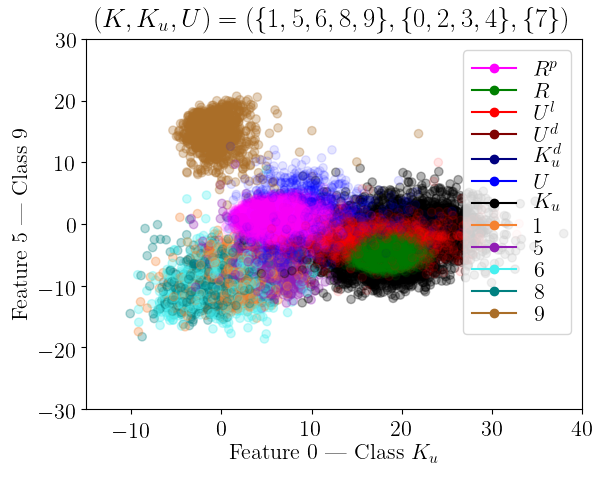 (K, K_u, U) = ({1, 5, 6, 8, 9}, {0, 2, 3, 4}, {7})
30
20
10
0
−10
−20
−30
Feature 5 — Class 9
R^p
R
U^l
U^d
K_u^d
U
K_u
1
5
6
8
9
−10 0 10 20 30 40
Feature 0 — Class K_u